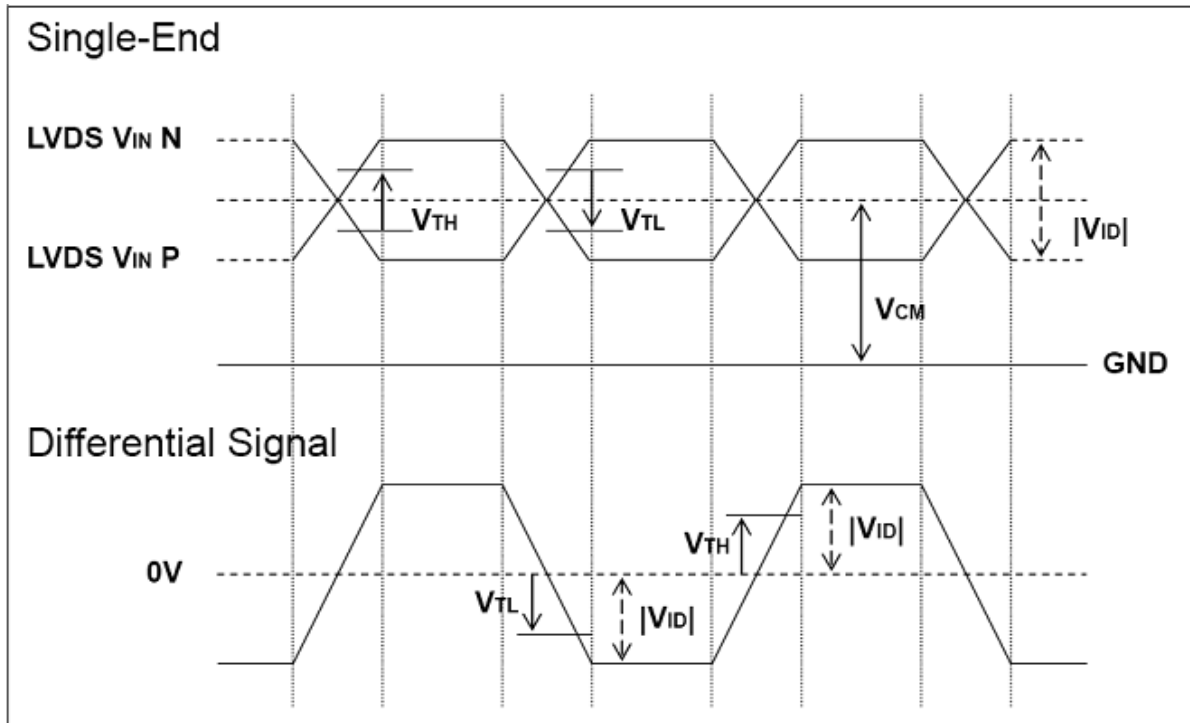 Single-End
LVDS VIN N
VTH
VTL
|VID|
LVDS VIN P
VCM
GND
Differential Signal
VTH
|VID|
0V
VTL
|VID|